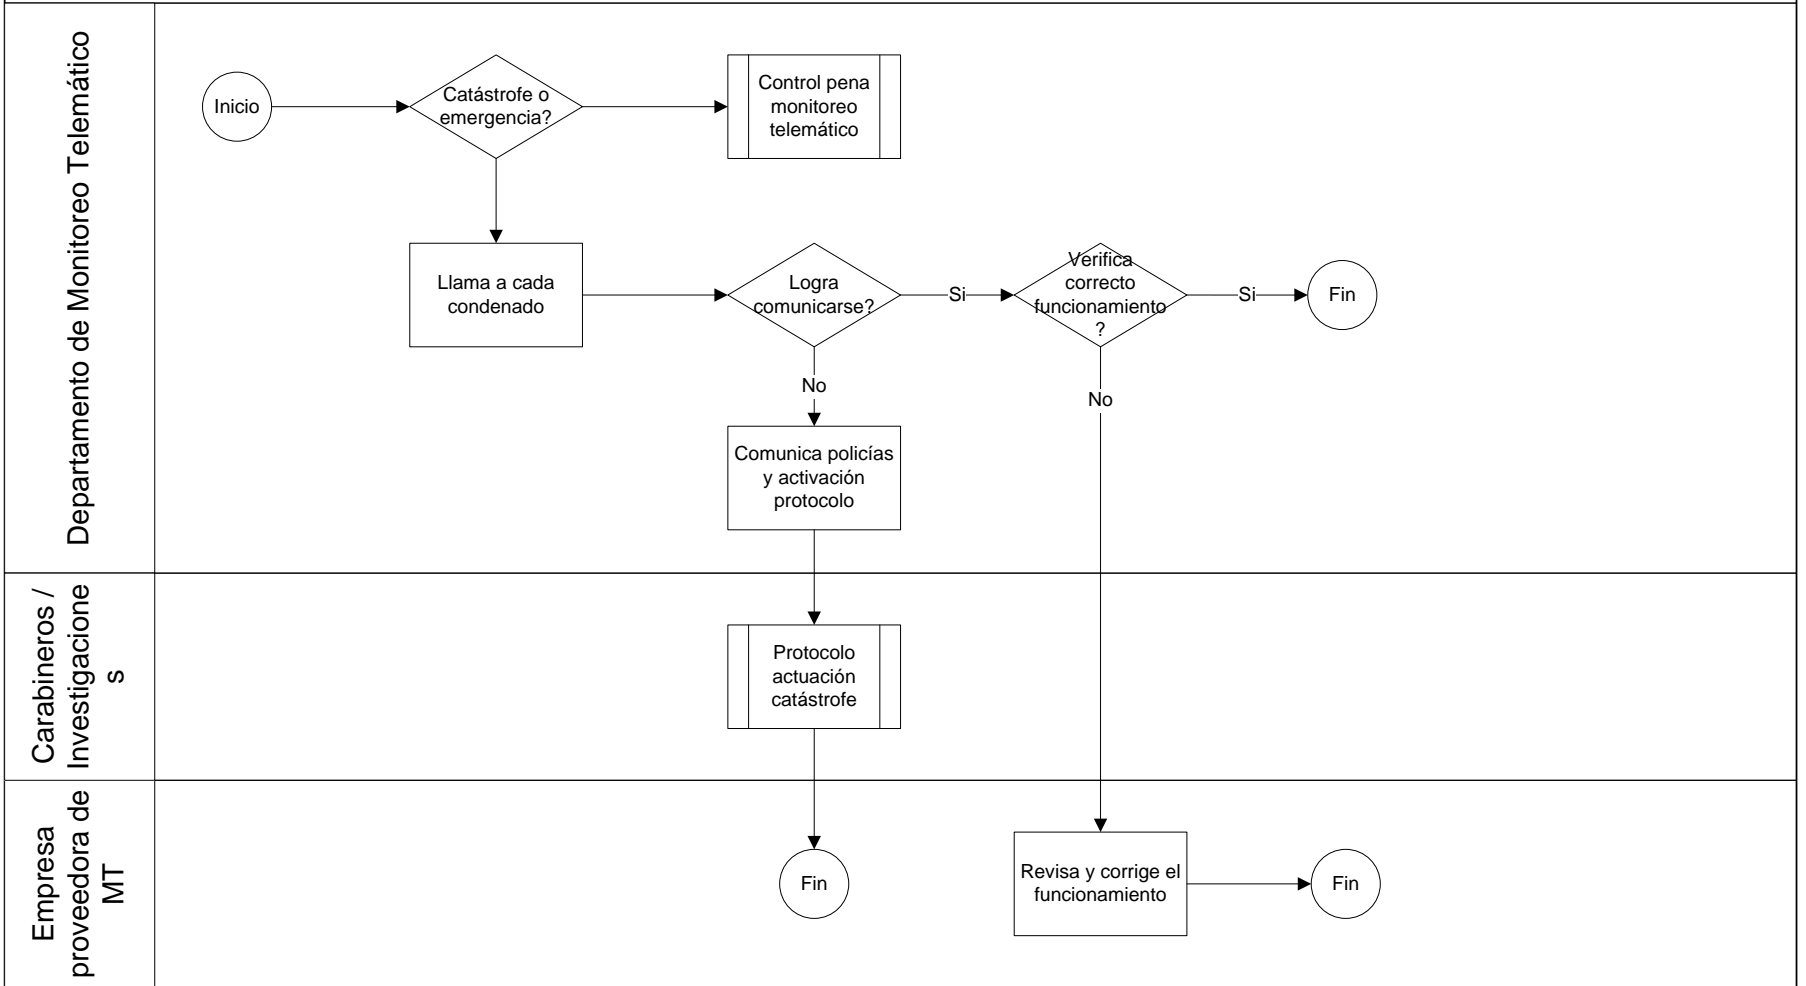 Departamento de Monitoreo Telemático
Inicio
Catástrofe o
emergencia?
Control pena
monitoreo
telemático
Llama a cada
condenado
Logra
comunicarse?
Si
Verifica
correcto
funcionamiento
?
Si
Fin
No
No
Comunica policías
y activación
protocolo
Carabineros /
Investigacione
s
Protocolo
actuación
catástrofe
Empresa
proveedora de
MT
Fin
Revisa y corrige el
funcionamiento
Fin